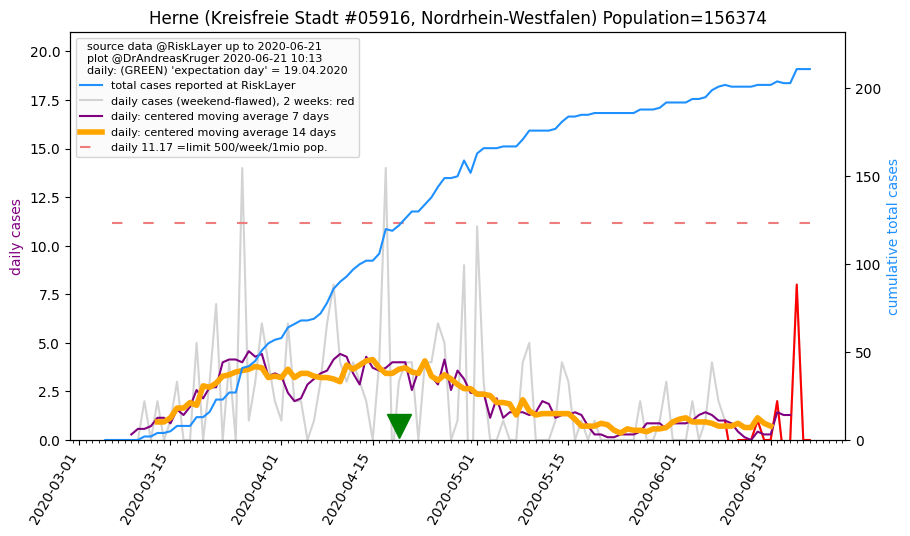 Herne (Kreisfreie Stadt #05916, Nordrhein-Westfalen) Population=156374
source data @RiskLayer up to 2020-06-21
plot @DrAndreasKruger 2020-06-21 10:13
daily: (GREEN) 'expectation day' = 19.04.2020
total cases reported at RiskLayer
daily cases (weekend-flawed), 2 weeks: red
daily: centered moving average 7 days
daily: centered moving average 14 days
daily 11.17 =limit 500/week/1mio pop.
daily cases
20.0
17.5
15.0
12.5
10.0
7.5
5.0
2.5
0.0
cumulative total cases
200
150
100
50
0
2020-03-01
2020-03-15
2020-04-01
2020-04-15
2020-05-01
2020-05-15
2020-06-01
2020-06-15